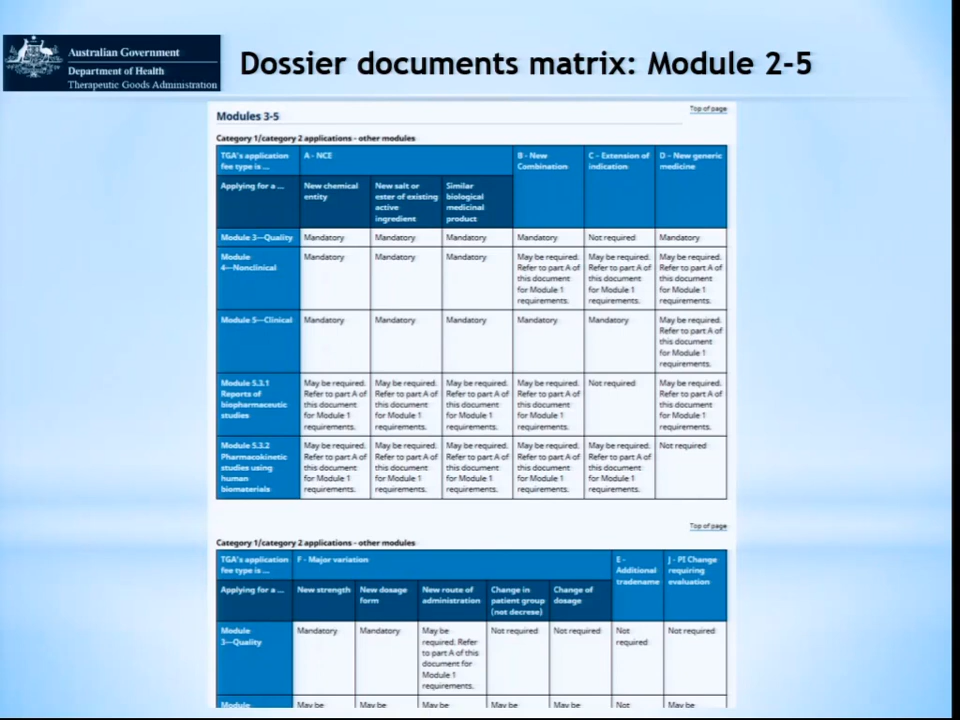 Australian Government
Department of Health
Therapeutic Goods Administration
Dossier documents matrix: Module 2-5
Top of page
Modules 3-5
Category 1/category 2 applications - other modules
TGA's application fee type is ... A - NCE B - New Combination C - Extension of indication D - New generic medicine
Applying for a ... New chemical entity New salt or ester of existing active ingredient Similar biological medicinal product
Module 3—Quality Mandatory Mandatory Mandatory Mandatory Not required Mandatory
Module 4—Nonclinical Mandatory Mandatory Mandatory May be required. Refer to part A of this document for Module 1 requirements. May be required. Refer to part A of this document for Module 1 requirements. May be required. Refer to part A of this document for Module 1 requirements.
Module 5—Clinical Mandatory Mandatory Mandatory Mandatory Mandatory May be required. Refer to part A of this document for Module 1 requirements.
Module 5.3.1 Reports of biopharmaceutic studies May be required. Refer to part A of this document for Module 1 requirements. May be required. Refer to part A of this document for Module 1 requirements. May be required. Refer to part A of this document for Module 1 requirements. May be required. Refer to part A of this document for Module 1 requirements. Not required May be required. Refer to part A of this document for Module 1 requirements.
Module 5.3.2 Pharmacokinetic studies using human biomaterials May be required. Refer to part A of this document for Module 1 requirements. May be required. Refer to part A of this document for Module 1 requirements. May be required. Refer to part A of this document for Module 1 requirements. May be required. Refer to part A of this document for Module 1 requirements. May be required. Refer to part A of this document for Module 1 requirements. Not required
Top of page
Category 1/category 2 applications - other modules
TGA's application fee type is ... F - Major variation E - Additional tradename J - PI Change requiring evaluation
Applying for a ... New strength New dosage form New route of administration Change in patient group (not decrese) Change of dosage
Module 3—Quality Mandatory Mandatory May be required. Refer to part A of this document for Module 1 requirements. Not required Not required Not required Not required
Module May be May be May be May be May be Not May be